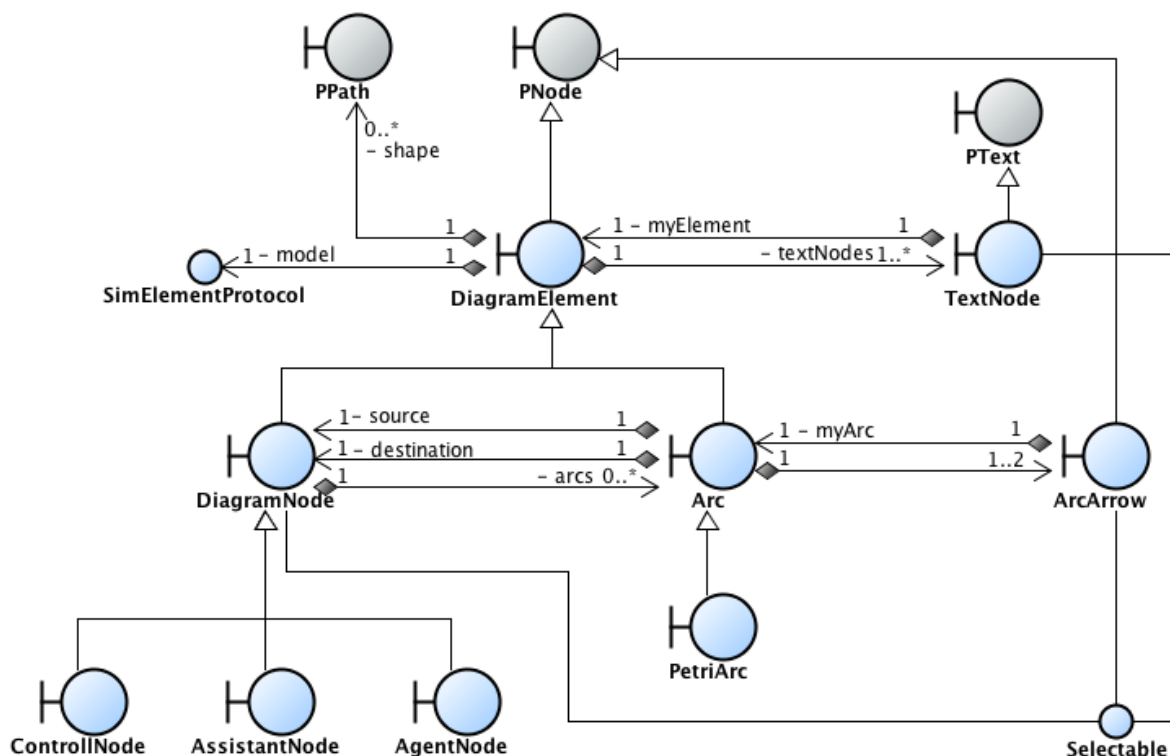 PPath
PNode
PText
0..*
- shape
1
1 - myElement
1
1 - model
1
1
- textNodes 1..*
SimElementProtocol
DiagramElement
TextNode
1 - source
1
1 - destination
1
1
- arcs 0..*
1 - myArc
1
1
1..2
DiagramNode
Arc
ArcArrow
PetriArc
ControllNode
AssistantNode
AgentNode
Selectable